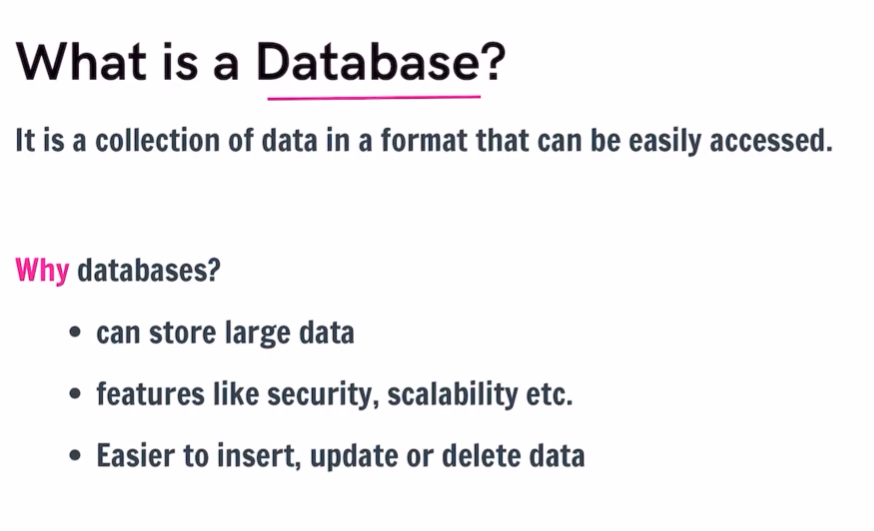 What is a Database?
It is a collection of data in a format that can be easily accessed.
Why databases?
• can store large data
• features like security, scalability etc.
• Easier to insert, update or delete data